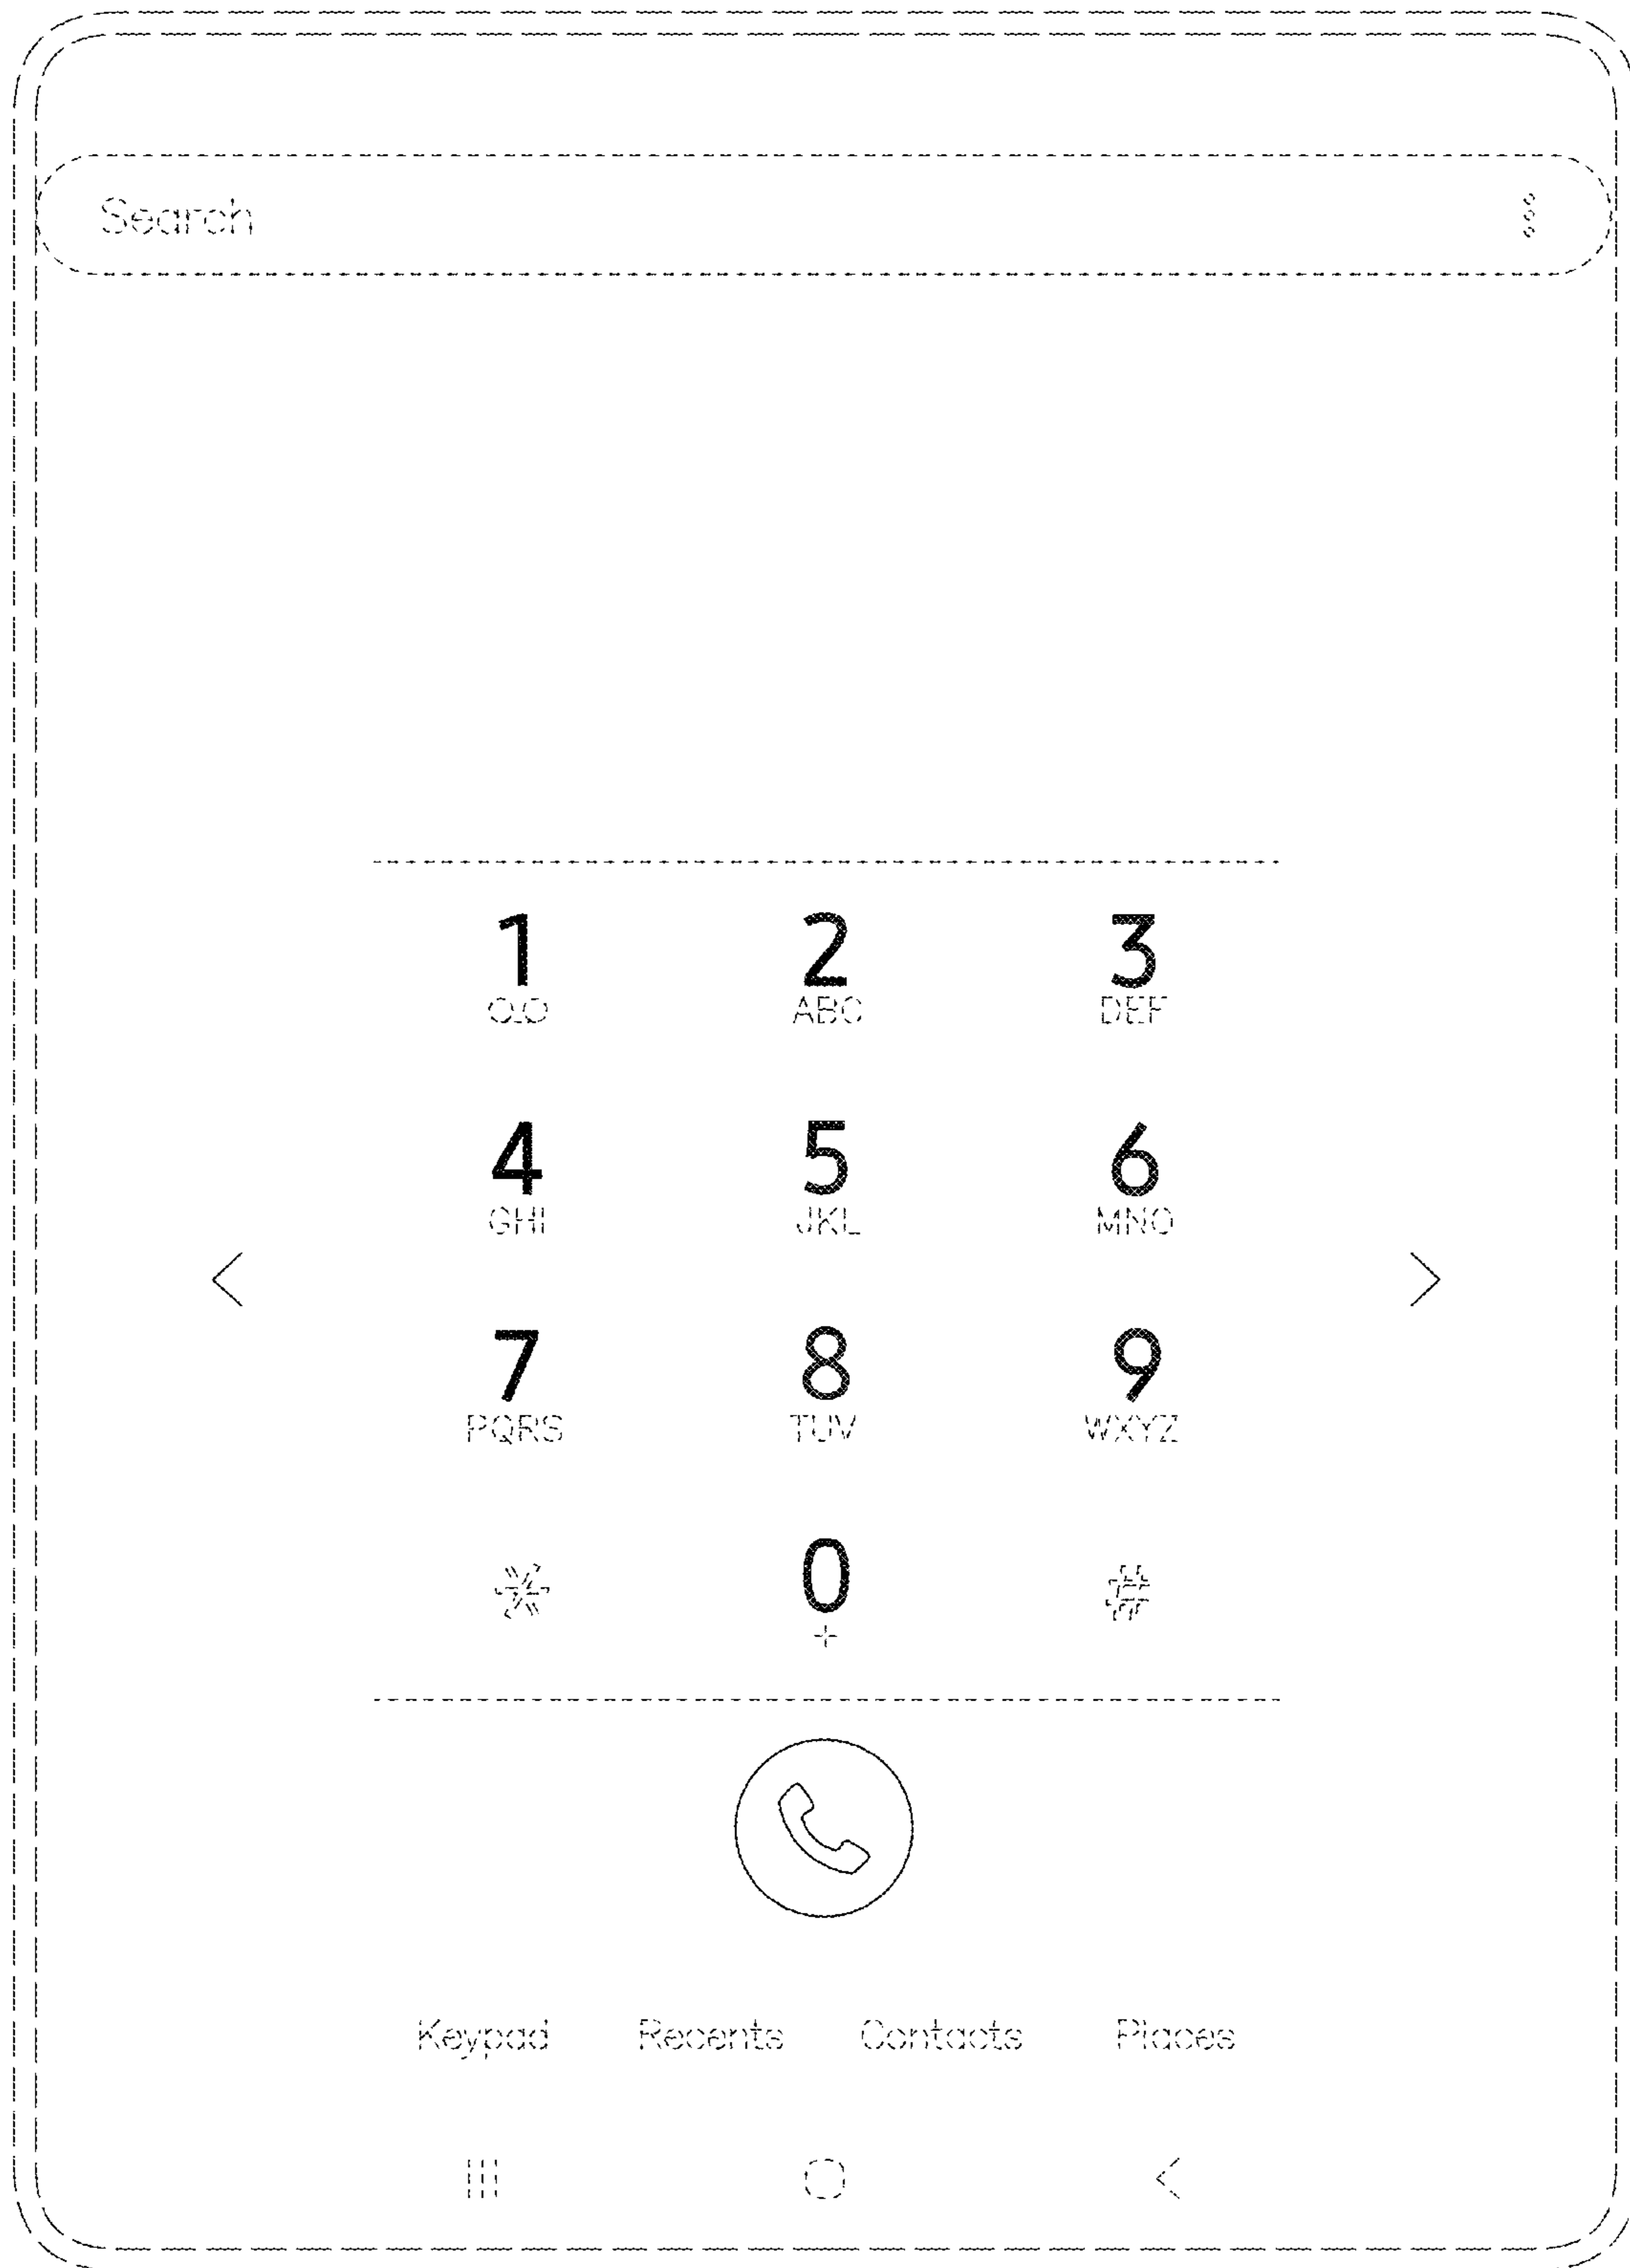 Search
1 2 3
ABC DEF
4 5 6
GHI JKL MNO
7 8 9
PQRS TUV WXYZ
* 0 #
+
Keypad Recents Contacts Places